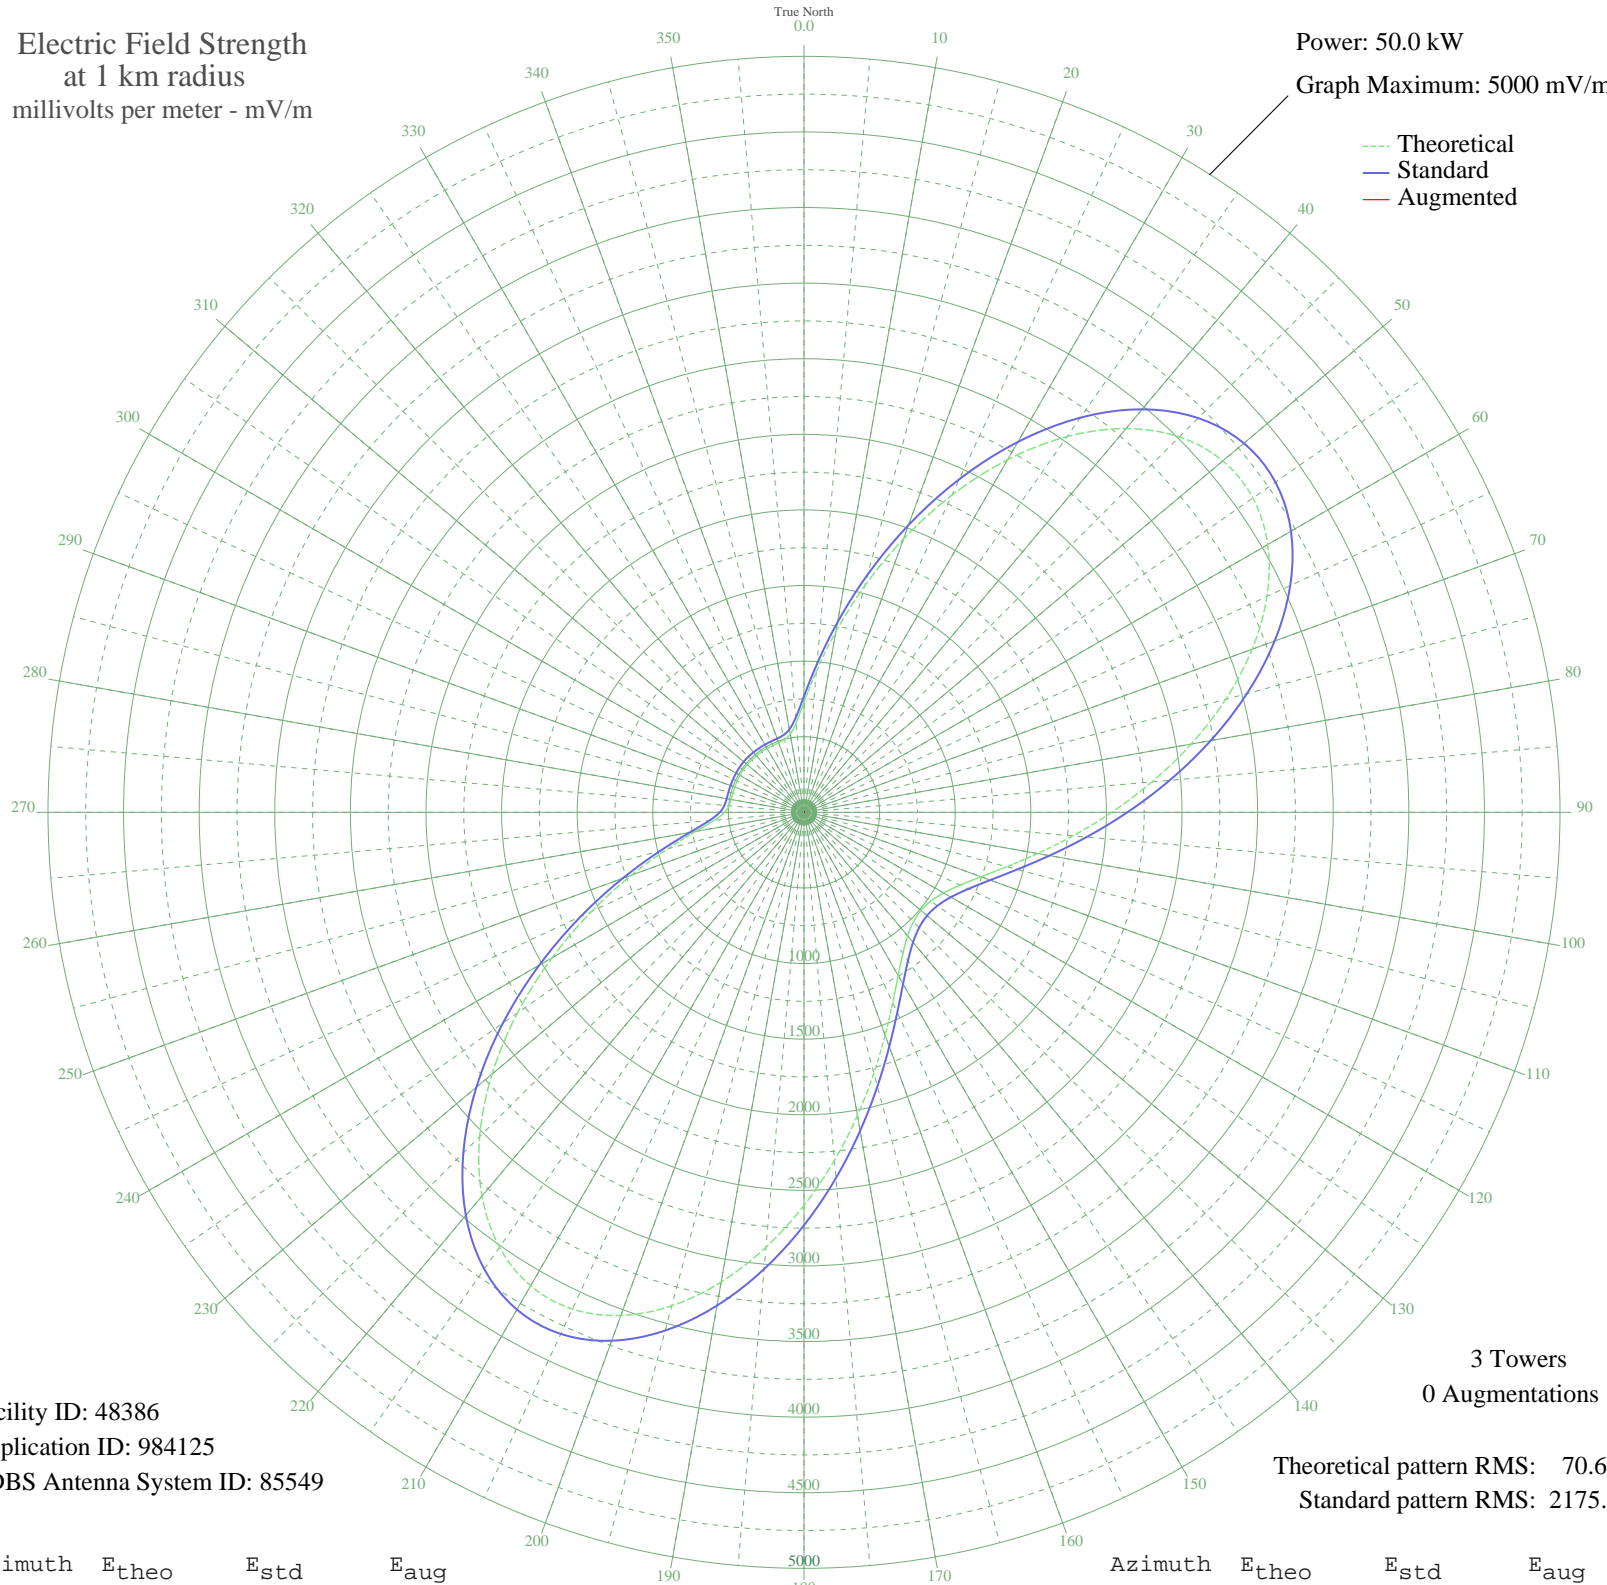 True North
Electric Field Strength
at 1 km radius
millivolts per meter - mV/m
Power: 50.0 kW
Graph Maximum: 5000 mV/m
Theoretical
Standard
Augmented
0.0
10
20
30
40
50
60
70
80
90
100
110
120
130
140
150
160
170
190
200
210
220
230
240
250
260
270
280
290
300
310
320
330
340
350
1000
1500
2000
2500
3000
3500
4000
4500
5000
3 Towers
0 Augmentations
cility ID: 48386
plication ID: 984125
DBS Antenna System ID: 85549
Theoretical pattern RMS: 70.6
Standard pattern RMS: 2175.
imuth Etheo Estd Eaug
Azimuth Etheo Estd Eaug